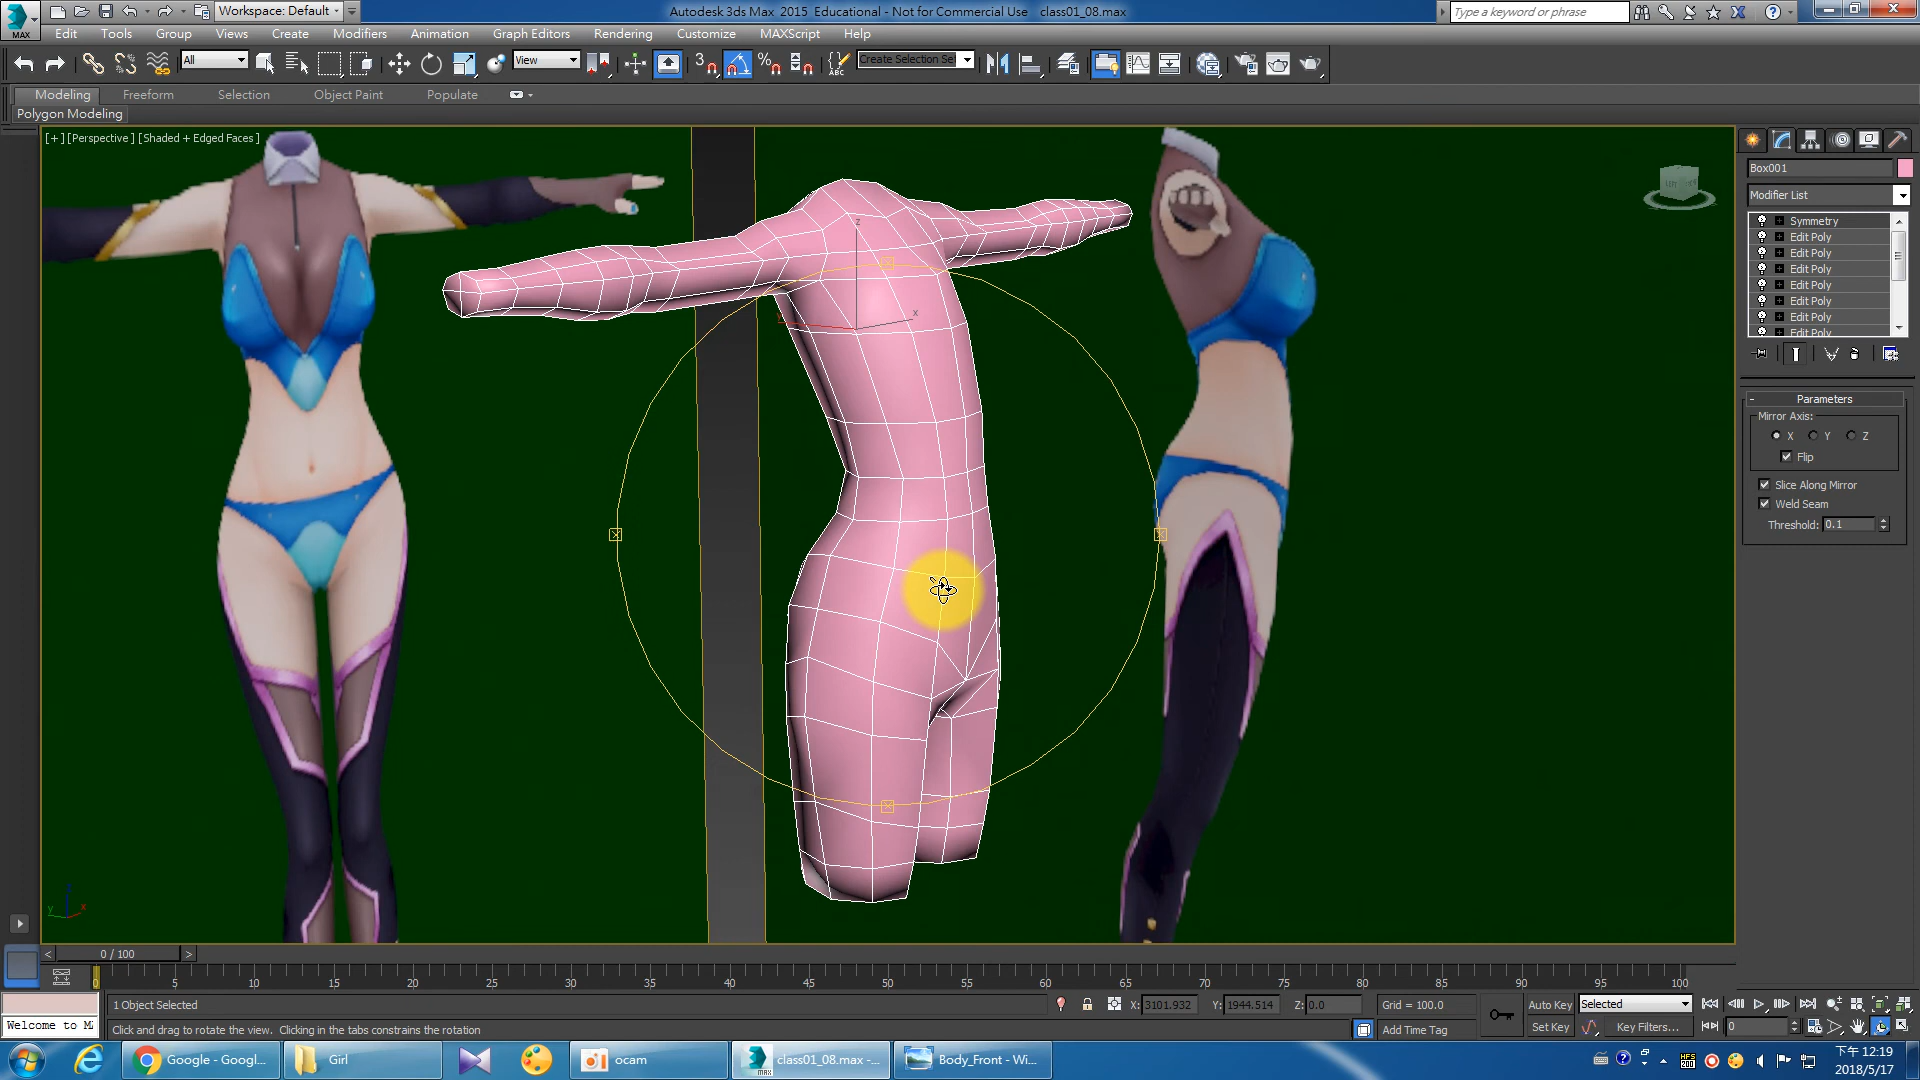 Workspace: Default
Autodesk 3ds Max 2015 Educational - Not for Commercial Use class01_08.max
Type a keyword or phrase
MAX
Edit Tools Group Views Create Modifiers Animation Graph Editors Rendering Customize MAXScript Help
All
View
3
Create Selection Sel
Modeling Freeform Selection Object Paint Populate
Polygon Modeling
[+] [Perspective] [Shaded + Edged Faces]
Box001
Modifier List
Symmetry
Edit Poly
Edit Poly
Edit Poly
Edit Poly
Edit Poly
Edit Poly
Edit Poly
Parameters
Mirror Axis:
X Y Z
Flip
Slice Along Mirror
Weld Seam
Threshold: 0.1
z
x
y x
0 / 100
0 5 10 15 20 25 30 35 40 45 50 55 60 65 70 75 80 85 90 95 100
1 Object Selected
X: 3101.932 Y: 1944.514 Z: 0.0 Grid = 100.0
Auto Key Selected
Welcome to M
Click and drag to rotate the view. Clicking in the tabs constrains the rotation
Add Time Tag
Set Key Key Filters... 0
Google - Googl... Girl ocam class01_08.max -... Body_Front - Wi...
下午 12:19
2018/5/17